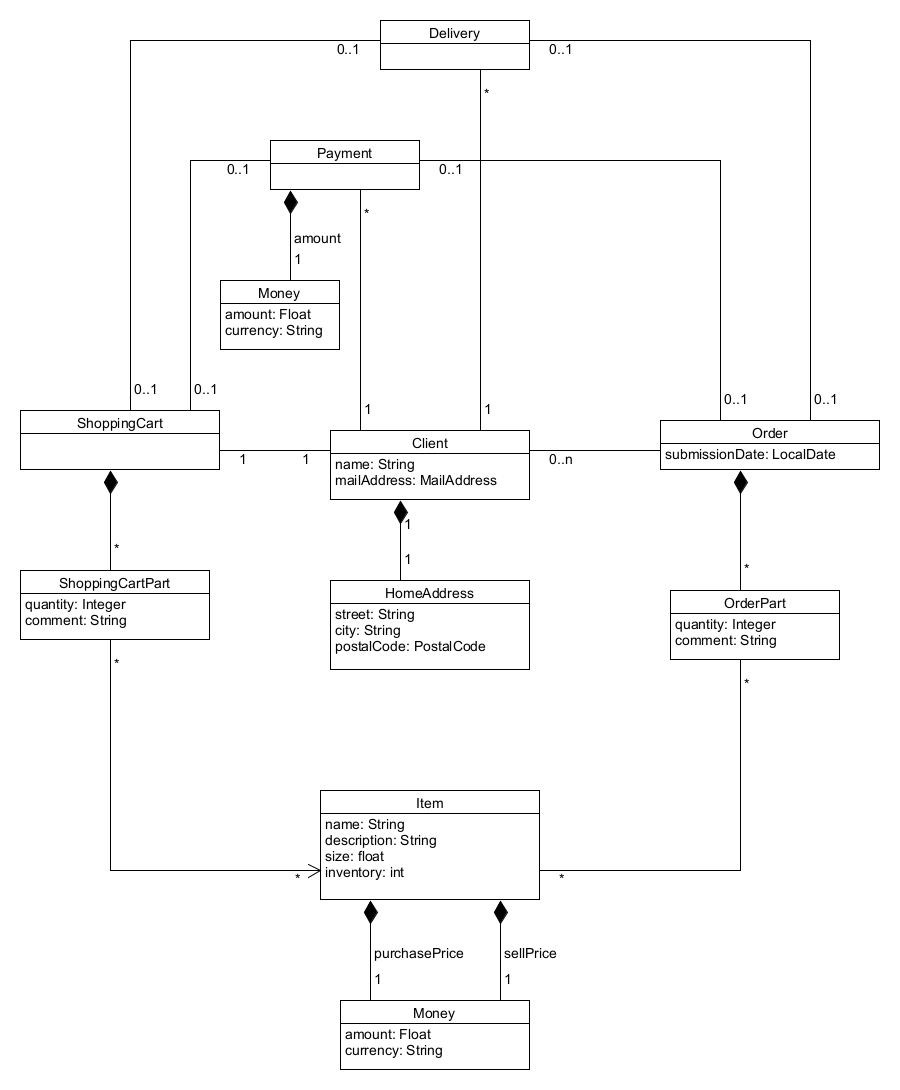 Delivery
0..1
0..1
*
Payment
0..1
0..1
*
amount
1
Money
amount: Float
currency: String
0..1
0..1
1
1
0..1
0..1
ShoppingCart
Client
name: String
mailAddress: MailAddress
Order
submissionDate: LocalDate
1
1
0..n
1
1
*
*
ShoppingCartPart
quantity: Integer
comment: String
HomeAddress
street: String
city: String
postalCode: PostalCode
OrderPart
quantity: Integer
comment: String
*
*
Item
name: String
description: String
size: float
inventory: int
*
*
purchasePrice
1
sellPrice
1
Money
amount: Float
currency: String